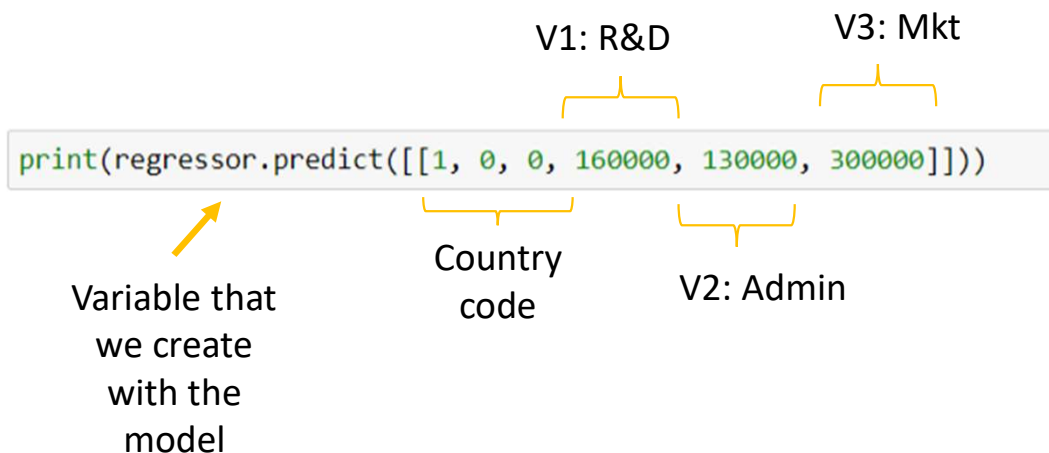 V1: R&D
V3: Mkt
print(regressor.predict([[1, 0, 0, 160000, 130000, 300000]]))
Variable that
we create
with the
model
Country
code
V2: Admin